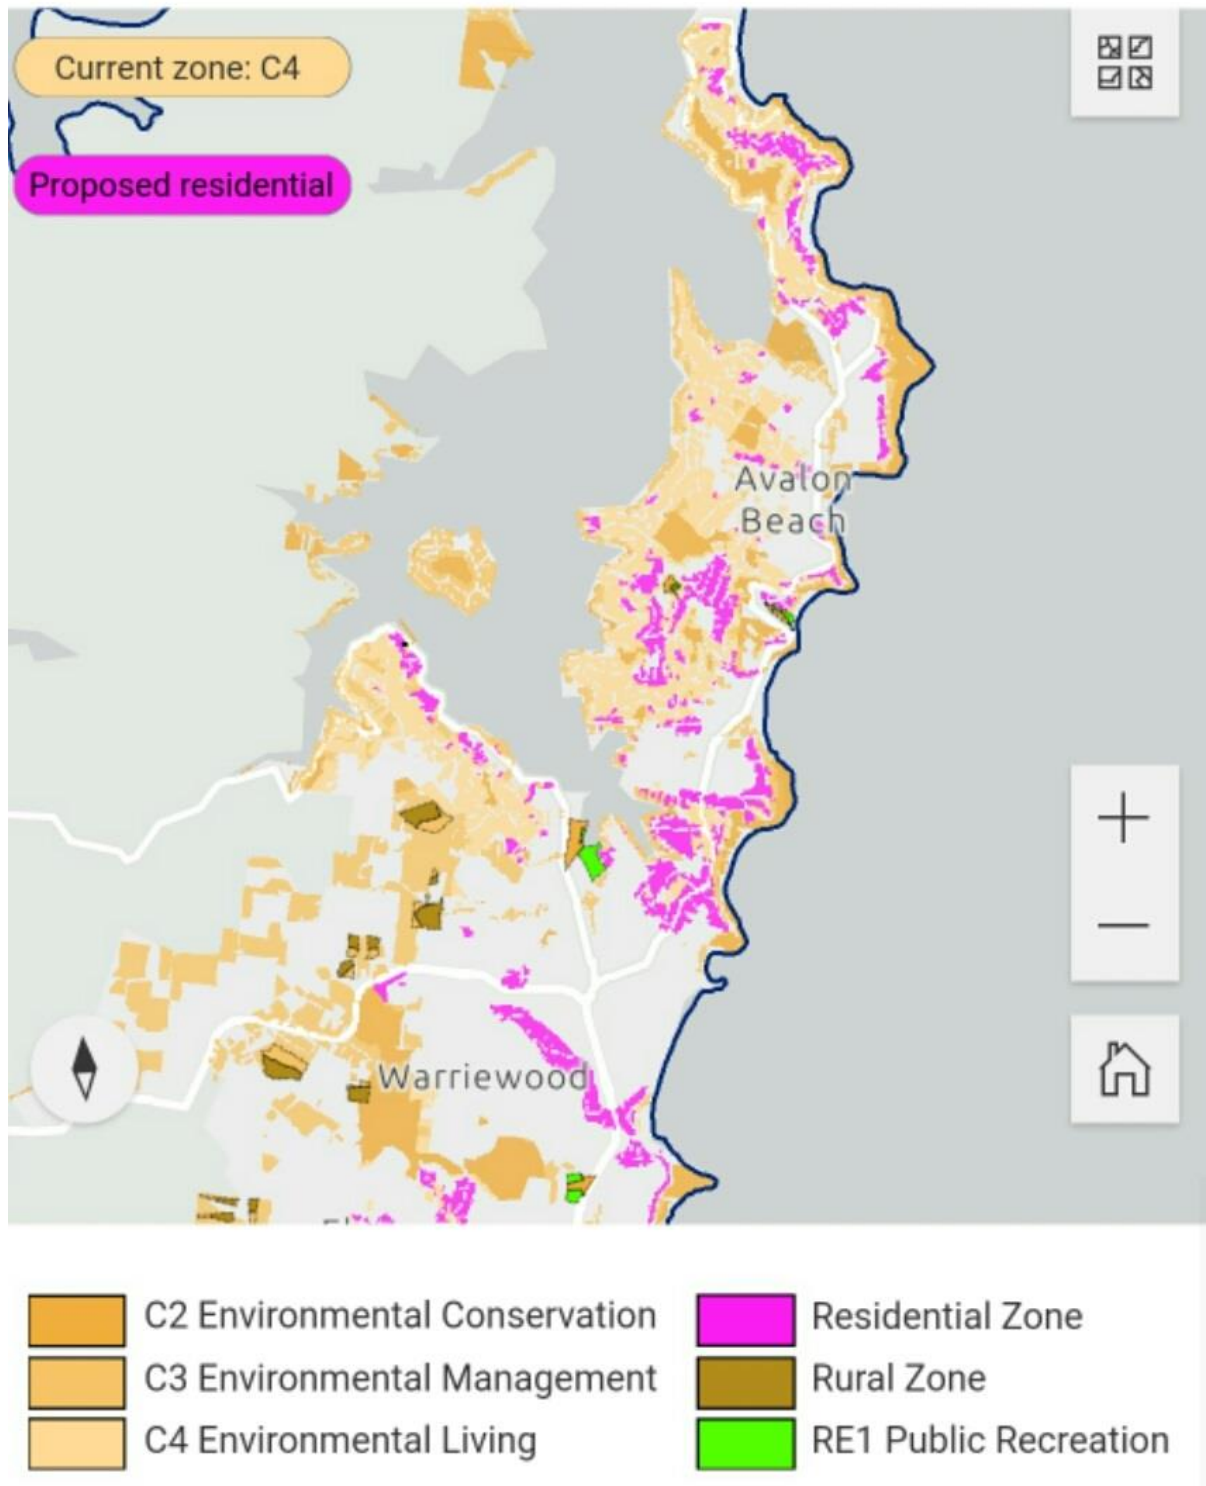 Current zone: C4
Proposed residential
Avalon
Beach
Warriewood
C2 Environmental Conservation
C3 Environmental Management
C4 Environmental Living
Residential Zone
Rural Zone
RE1 Public Recreation